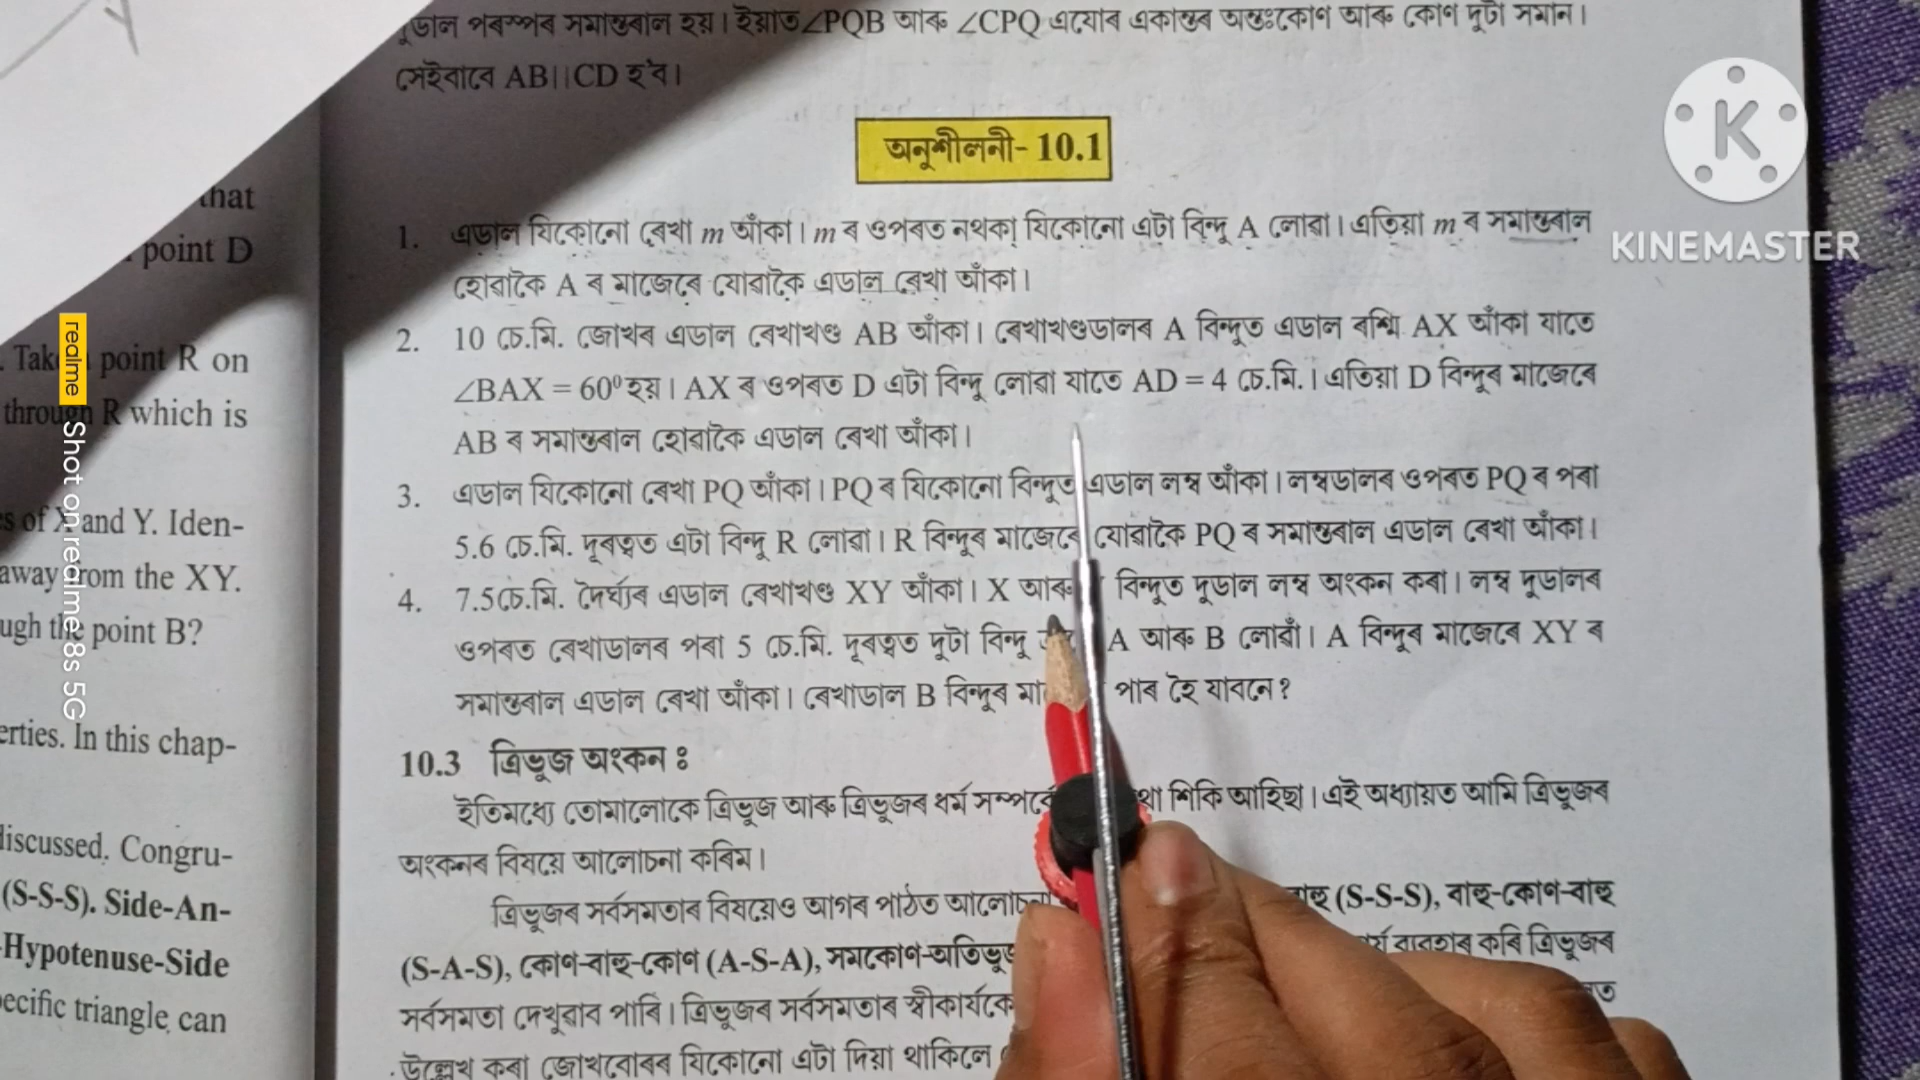 ডাল পৰস্পৰ সমান্তৰাল হয়। ইয়াত ∠PQB আৰু ∠CPQ এযোৰ একান্তৰ অন্তঃকোণ আৰু কোণ দুটা সমান।
সেইবাবে AB||CD হ'ব।
অনুশীলনী- 10.1
1. এডাল যিকোনো ৰেখা m আঁকা। m ৰ ওপৰত নথকা যিকোনো এটা বিন্দু A লোৱা। এতিয়া m ৰ সমান্তৰাল
হোৱাকৈ A ৰ মাজেৰে যোৱাকৈ এডাল ৰেখা আঁকা।
2. 10 চে.মি. জোখৰ এডাল ৰেখাখণ্ড AB আঁকা। ৰেখাখণ্ডডালৰ A বিন্দুত এডাল ৰশ্মি AX আঁকা যাতে
∠BAX = 60⁰ হয়। AX ৰ ওপৰত D এটা বিন্দু লোৱা যাতে AD = 4 চে.মি.। এতিয়া D বিন্দুৰ মাজেৰে
AB ৰ সমান্তৰাল হোৱাকৈ এডাল ৰেখা আঁকা।
3. এডাল যিকোনো ৰেখা PQ আঁকা। PQ ৰ যিকোনো বিন্দুত এডাল লম্ব আঁকা। লম্বডালৰ ওপৰত PQ ৰ পৰা
5.6 চে.মি. দূৰত্বত এটা বিন্দু R লোৱা। R বিন্দুৰ মাজেৰে যোৱাকৈ PQ ৰ সমান্তৰাল এডাল ৰেখা আঁকা।
4. 7.5চে.মি. দৈৰ্ঘ্যৰ এডাল ৰেখাখণ্ড XY আঁকা। X আৰু বিন্দুত দুডাল লম্ব অংকন কৰা। লম্ব দুডালৰ
ওপৰত ৰেখাডালৰ পৰা 5 চে.মি. দূৰত্বত দুটা বিন্দু A আৰু B লোৱাঁ। A বিন্দুৰ মাজেৰে XY ৰ
সমান্তৰাল এডাল ৰেখা আঁকা। ৰেখাডাল B বিন্দুৰ পাৰ হৈ যাবনে?
10.3 ত্ৰিভূজ অংকন ঃ
ইতিমধ্যে তোমালোকে ত্ৰিভূজ আৰু ত্ৰিভূজৰ ধৰ্ম সম্পৰ্কে শিকি আহিছা। এই অধ্যায়ত আমি ত্ৰিভূজৰ
অংকনৰ বিষয়ে আলোচনা কৰিম।
ত্ৰিভূজৰ সৰ্বসমতাৰ বিষয়েও আগৰ পাঠত আলোচনা (S-S-S), বাহু-কোণ-বাহু
(S-A-S), কোণ-বাহু-কোণ (A-S-A), সমকোণ-অতিভূজ ব্যৱহাৰ কৰি ত্ৰিভূজৰ
সৰ্বসমতা দেখুৱাব পাৰি। ত্ৰিভূজৰ সৰ্বসমতাৰ স্বীকাৰ্যকে
উল্লেখ কৰা জোখবোৰৰ যিকোনো এটা দিয়া থাকিলে
that
point D
Take point R on
through R which is
of X and Y. Iden-
away from the XY.
ugh the point B?
erties. In this chap-
discussed. Congru-
(S-S-S). Side-An-
Hypotenuse-Side
ecific triangle can
realme Shot on realme 8s 5G
K
KINEMASTER